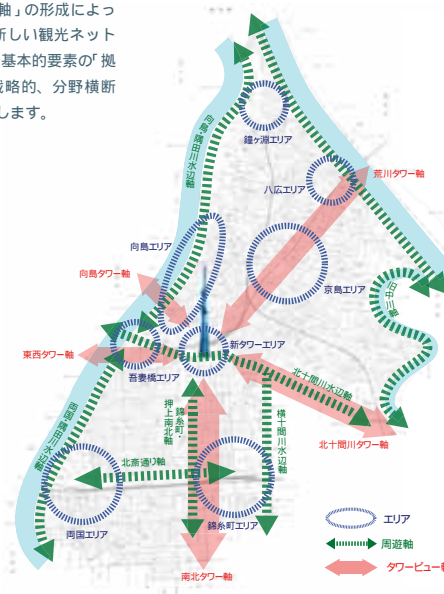 軸」の形成によっ
新しい観光ネット
基本的要素の「拠
戦略的、分野横断
します。
鐘ヶ淵エリア
向島・隅田川水辺軸
八広エリア
荒川タワー軸
向島エリア
向島タワー軸
京島エリア
旧中川
新タワーエリア
東西タワー軸
吾妻橋エリア
北十間川水辺軸
両国・隅田川水辺軸
錦糸町・
押上南北軸
横十間川水辺軸
北十間川タワー軸
北斎通り軸
両国エリア
錦糸町エリア
南北タワー軸
エリア
周遊軸
タワービュー軸